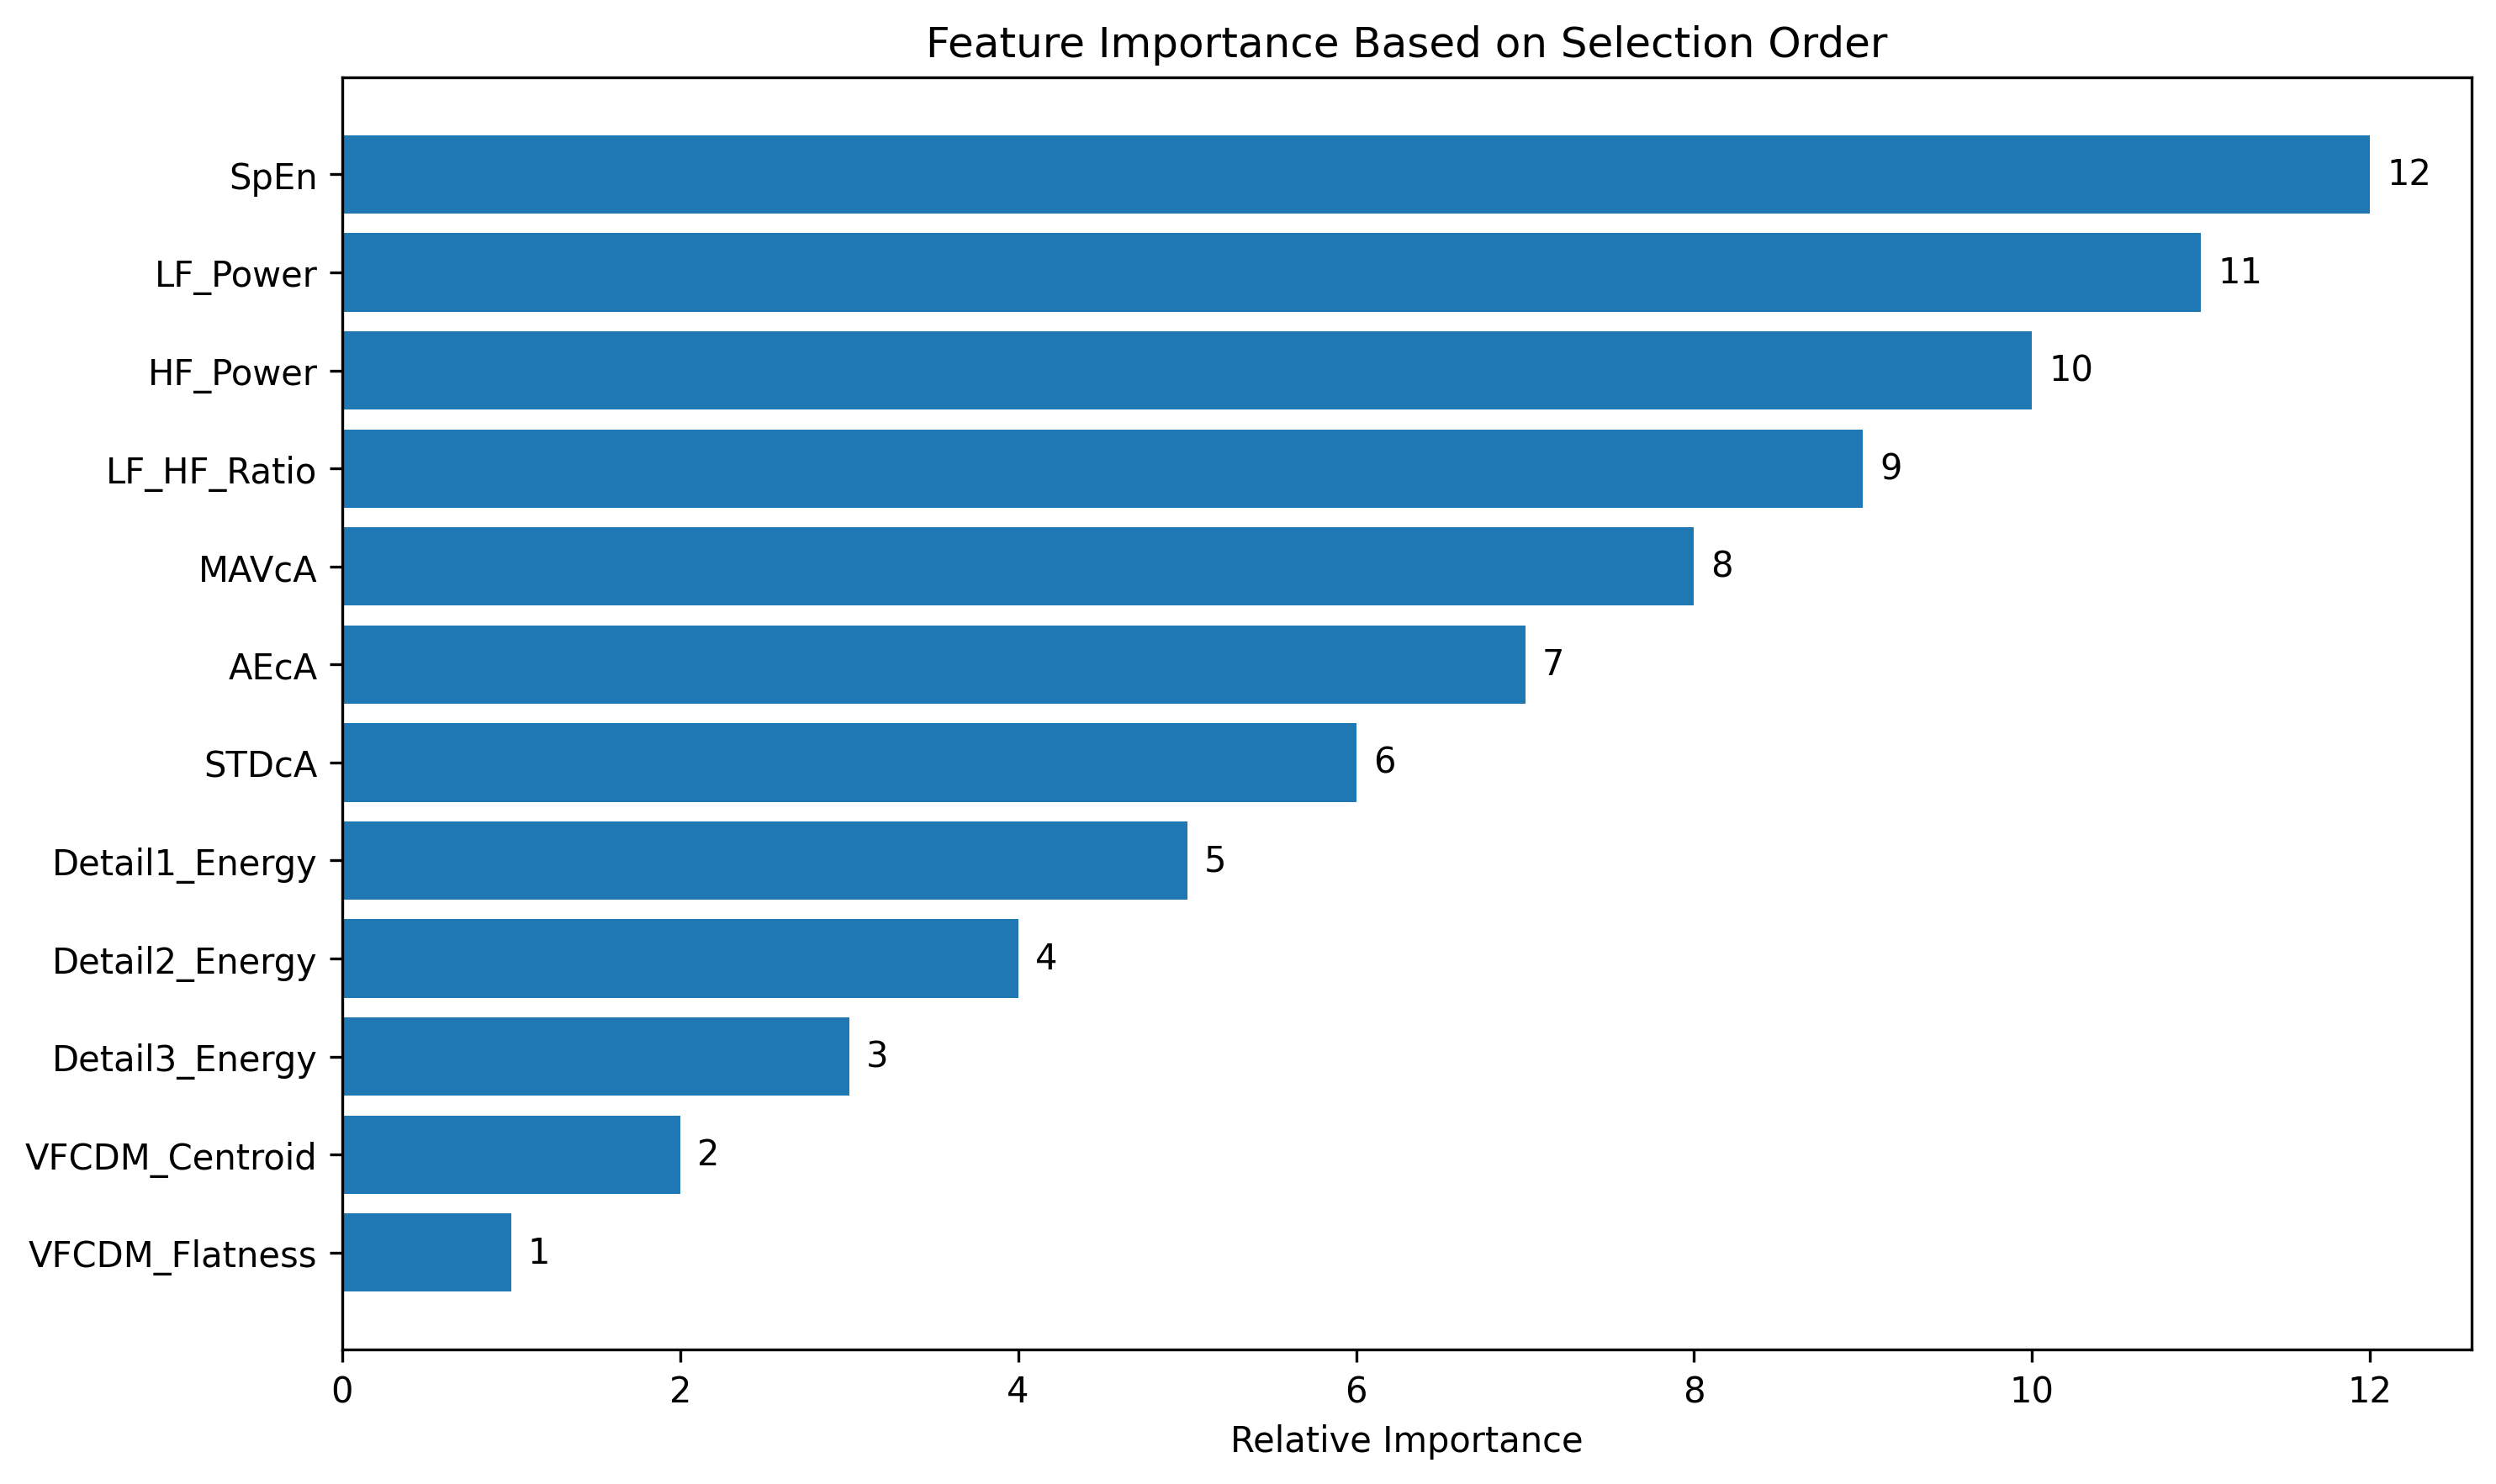 Feature Importance Based on Selection Order
SpEn 12
LF_Power 11
HF_Power 10
LF_HF_Ratio 9
MAVcA 8
AEcA 7
STDcA 6
Detail1_Energy 5
Detail2_Energy 4
Detail3_Energy 3
VFCDM_Centroid 2
VFCDM_Flatness 1
0 2 4 6 8 10 12
Relative Importance